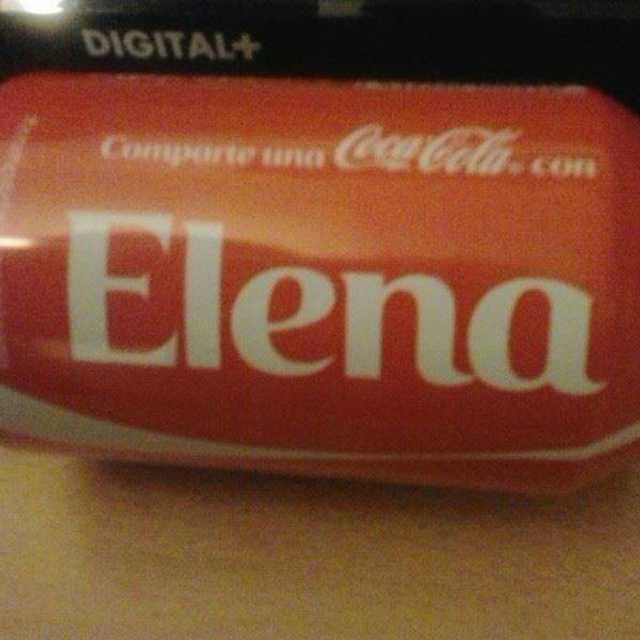 DIGITAL+
Comparte una Coca-Cola® con
Elena